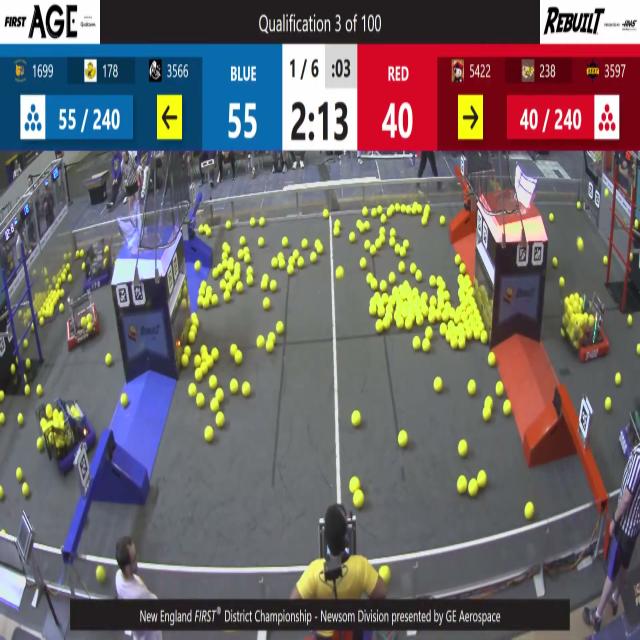 FIRST AGE
Qualification 3 of 100
REBUILT
1699 178 3566 BLUE 1 / 6 :03 RED 5422 238 3597
55 / 240 ← 55 2:13 40 → 40 / 240
REBUILT
New England FIRST® District Championship - Newsom Division presented by GE Aerospace